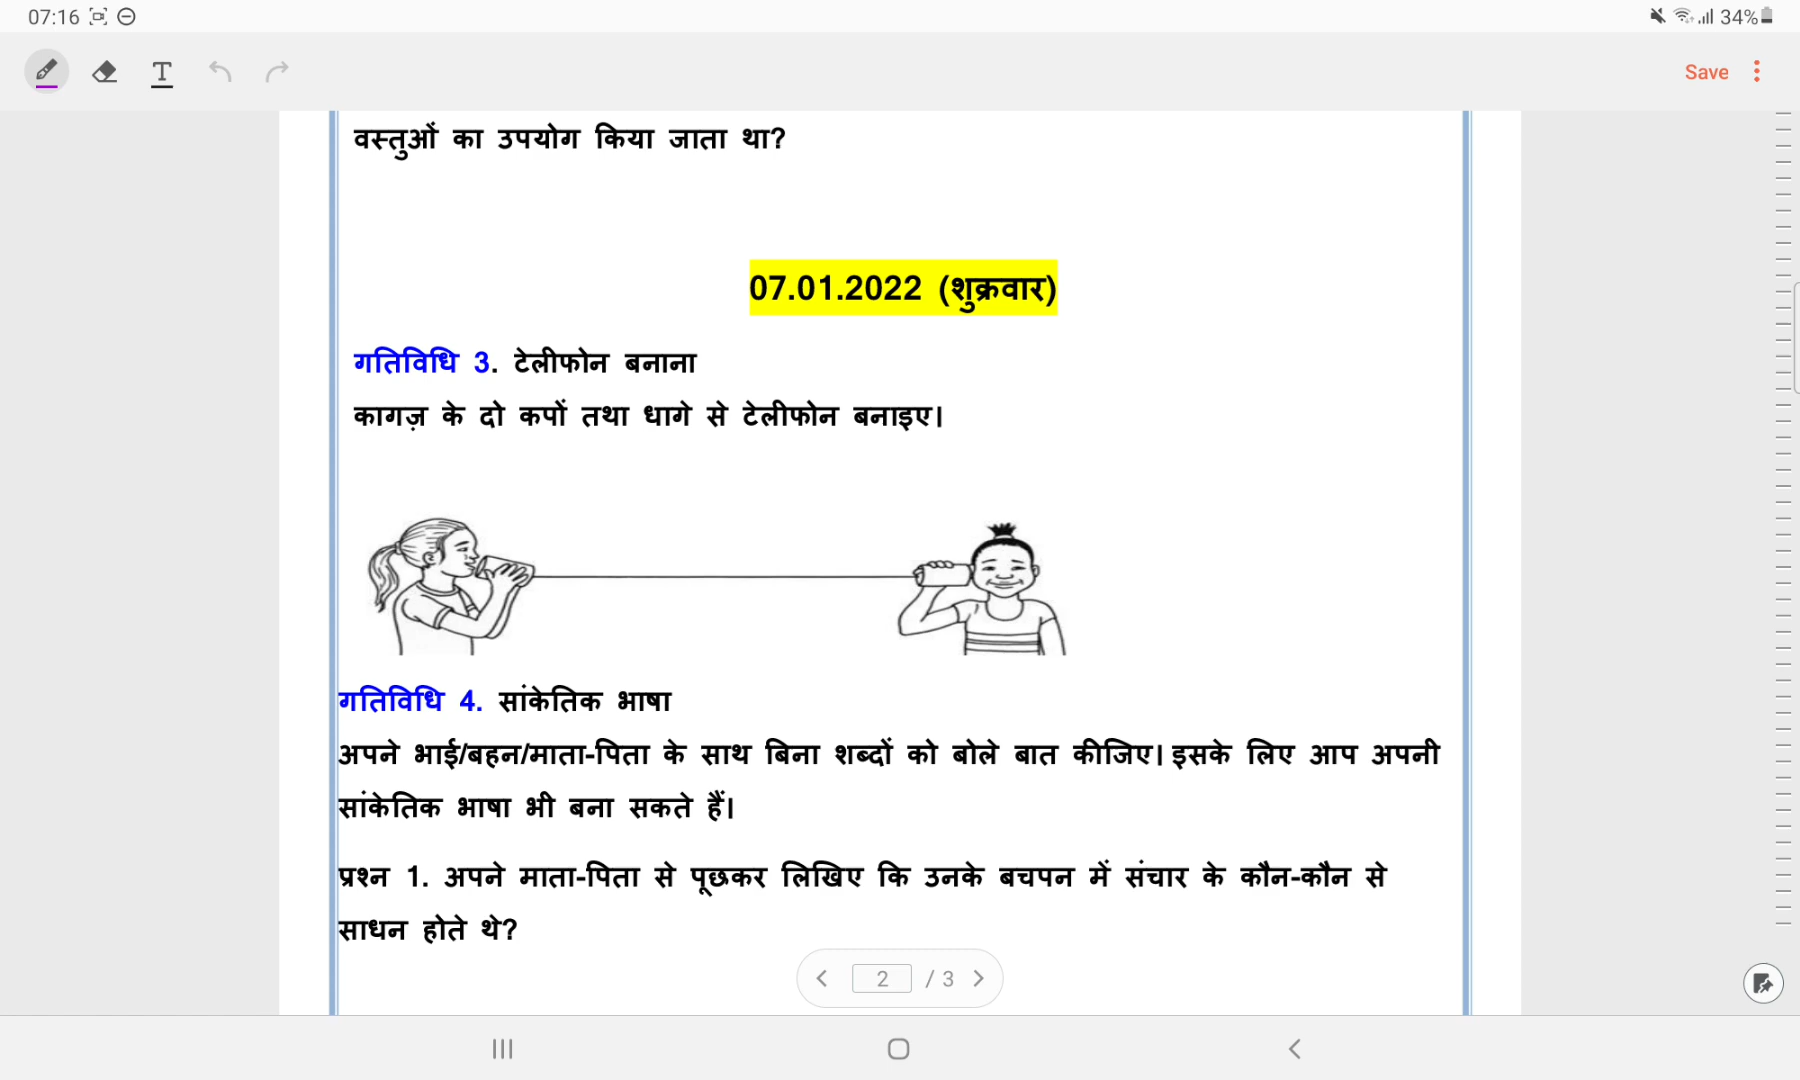 07:16
34%
Save
वस्तुओं का उपयोग किया जाता था?
07.01.2022 (शुक्रवार)
गतिविधि 3. टेलीफोन बनाना
कागज़ के दो कपों तथा धागे से टेलीफोन बनाइए।
गतिविधि 4. सांकेतिक भाषा
अपने भाई/बहन/माता-पिता के साथ बिना शब्दों को बोले बात कीजिए। इसके लिए आप अपनी
सांकेतिक भाषा भी बना सकते हैं।
प्रश्न 1. अपने माता-पिता से पूछकर लिखिए कि उनके बचपन में संचार के कौन-कौन से
साधन होते थे?
2 / 3